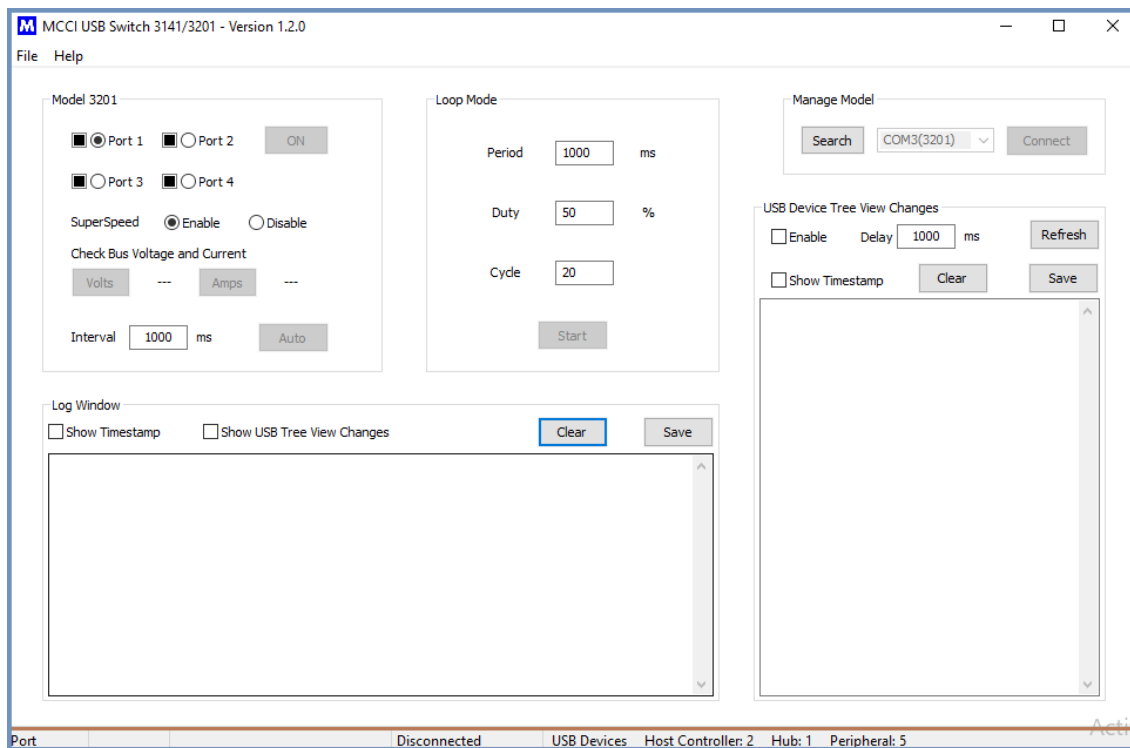 MCCI USB Switch 3141/3201 - Version 1.2.0
File Help
Model 3201
Port 1 Port 2 ON
Port 3 Port 4
SuperSpeed Enable Disable
Check Bus Voltage and Current
Volts --- Amps ---
Interval 1000 ms Auto
Loop Mode
Period 1000 ms
Duty 50 %
Cycle 20
Start
Manage Model
Search COM3(3201) Connect
USB Device Tree View Changes
Enable Delay 1000 ms Refresh
Show Timestamp Clear Save
Log Window
Show Timestamp Show USB Tree View Changes Clear Save
Port Disconnected USB Devices Host Controller: 2 Hub: 1 Peripheral: 5